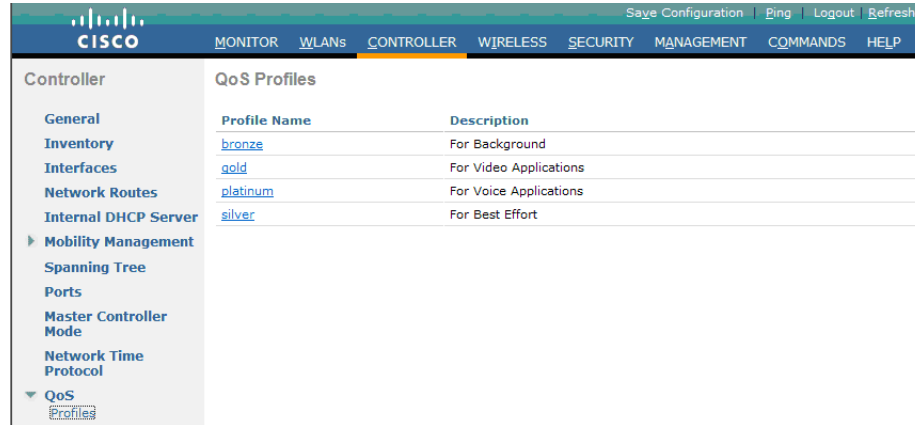 Save Configuration | Ping | Logout | Refresh
CISCO
MONITOR WLANs CONTROLLER WIRELESS SECURITY MANAGEMENT COMMANDS HELP
Controller
General
Inventory
Interfaces
Network Routes
Internal DHCP Server
Mobility Management
Spanning Tree
Ports
Master Controller
Mode
Network Time
Protocol
QoS
Profiles
QoS Profiles
Profile Name Description
bronze For Background
gold For Video Applications
platinum For Voice Applications
silver For Best Effort